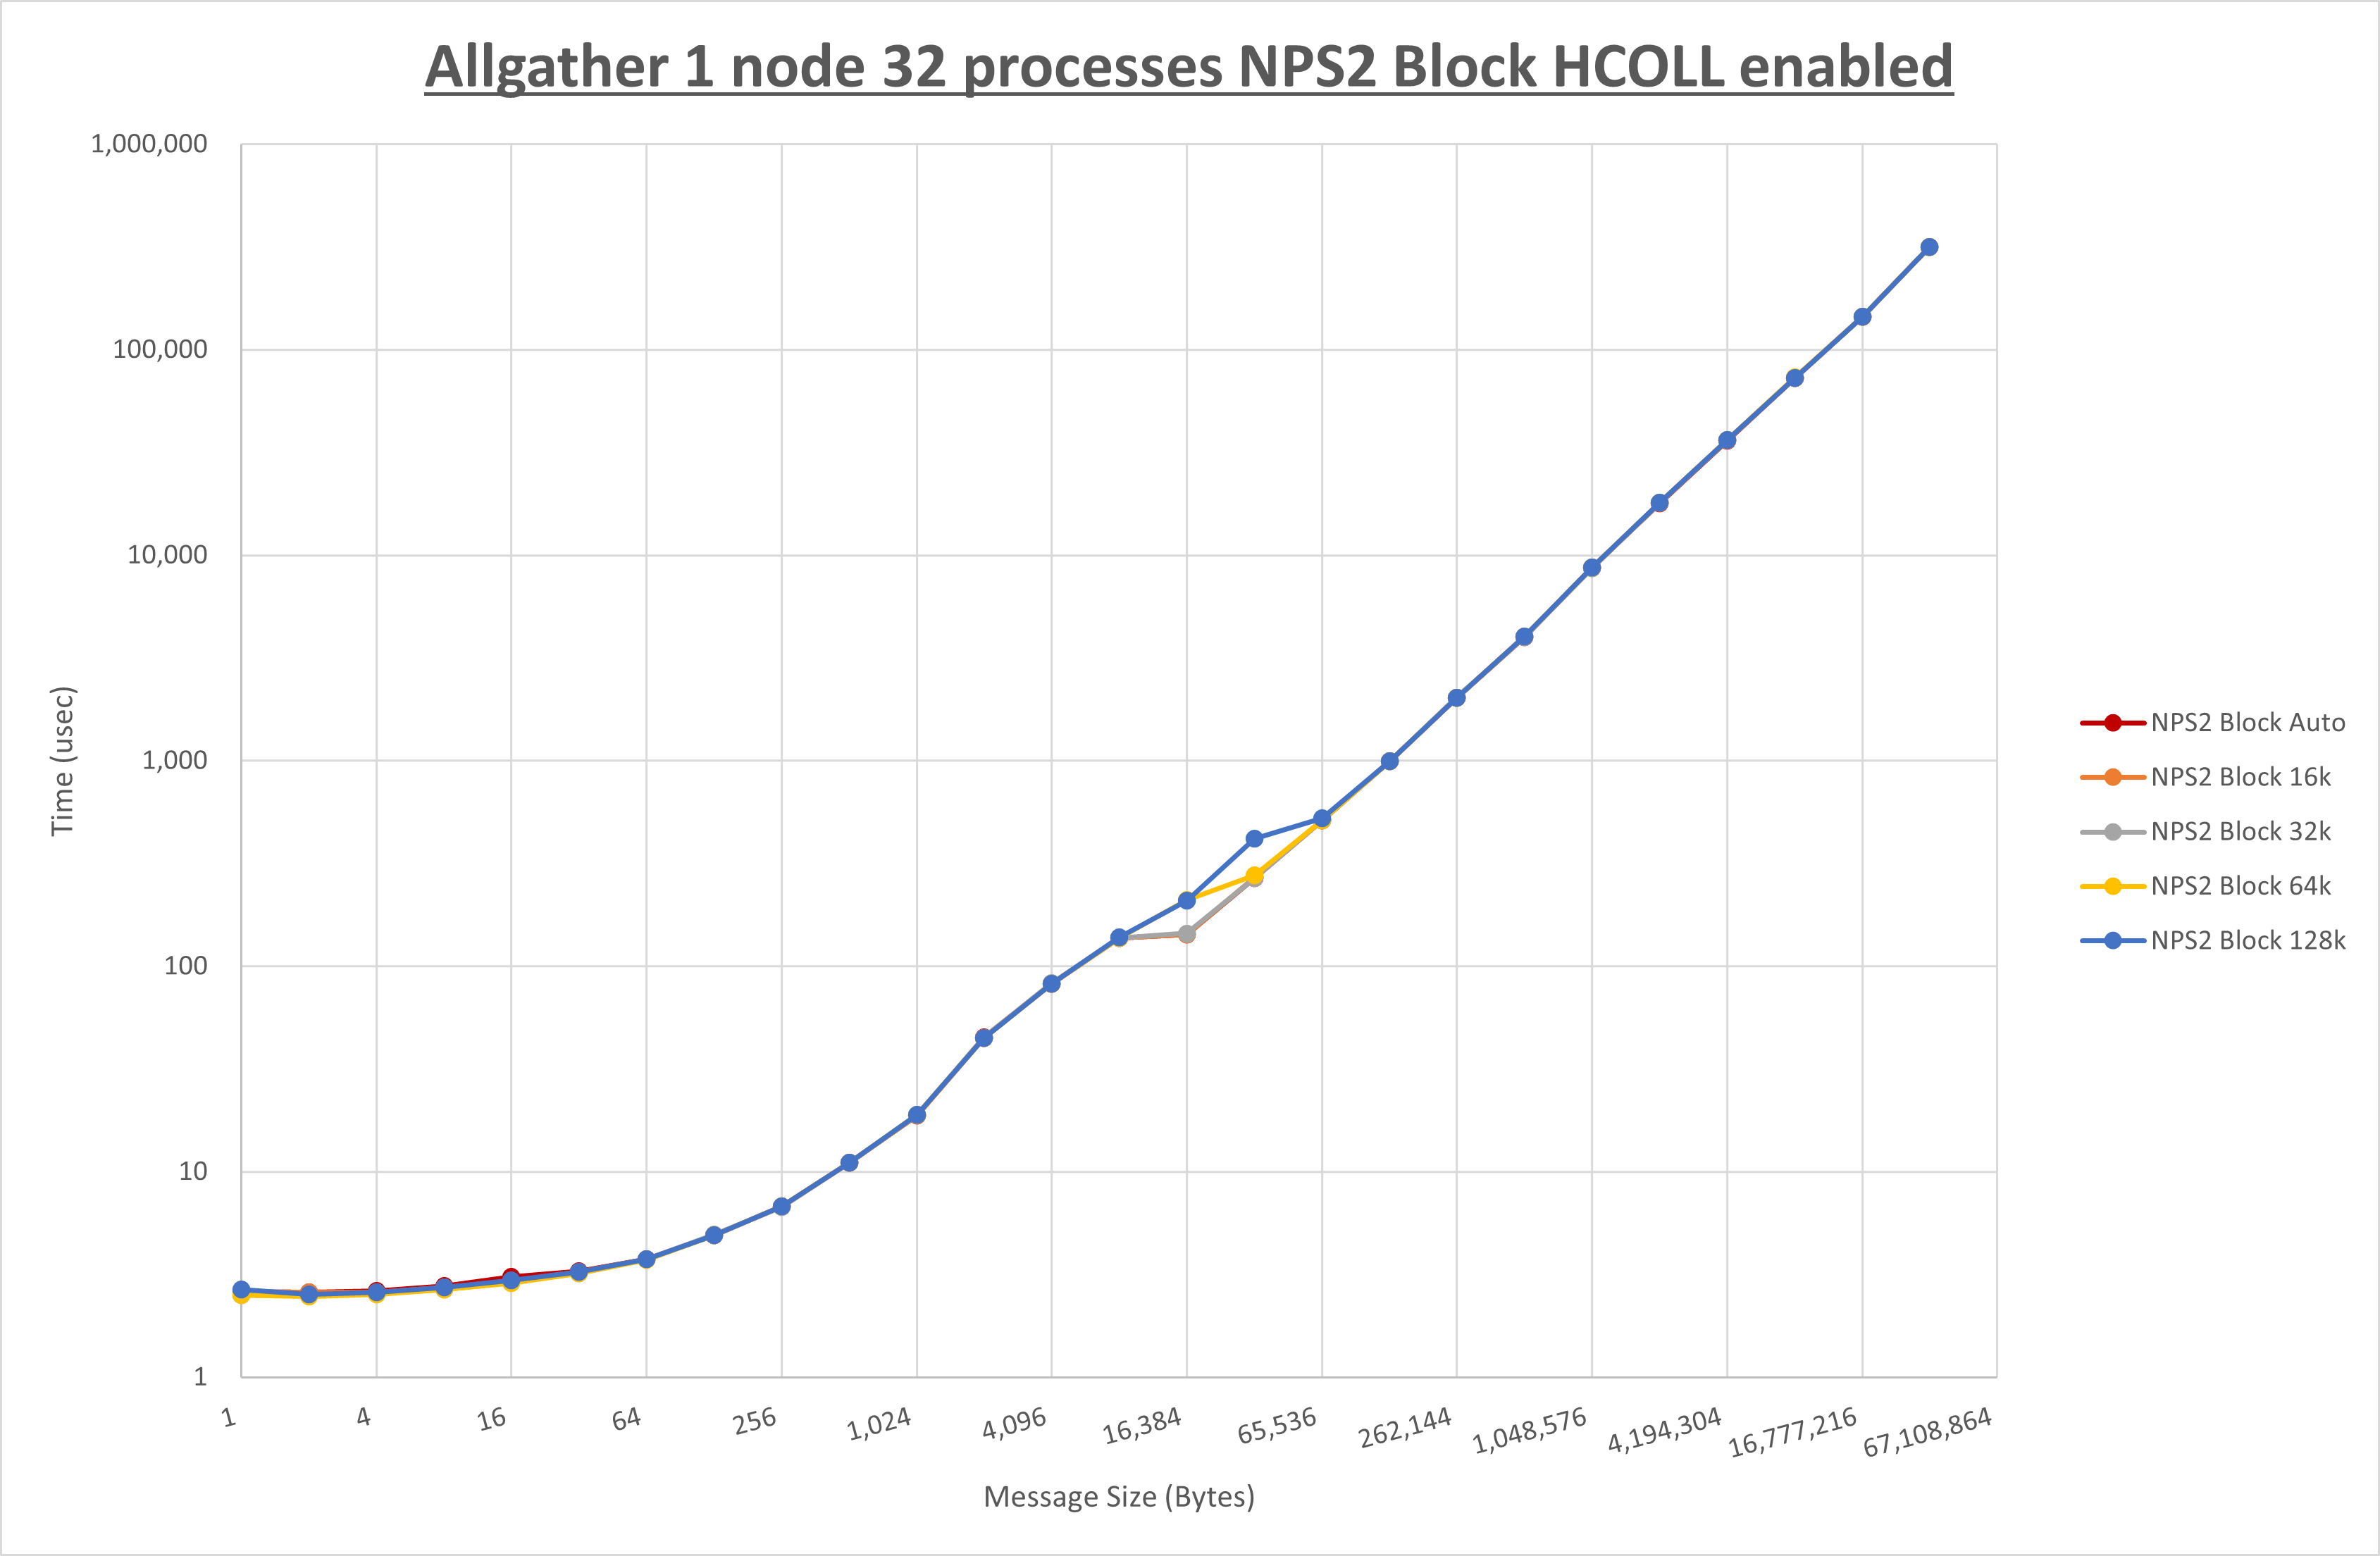 Allgather 1 node 32 processes NPS2 Block HCOLL enabled
1,000,000
100,000
10,000
1,000
100
10
1
Time (usec)
1
4
16
64
256
1,024
4,096
16,384
65,536
262,144
1,048,576
4,194,304
16,777,216
67,108,864
Message Size (Bytes)
NPS2 Block Auto
NPS2 Block 16k
NPS2 Block 32k
NPS2 Block 64k
NPS2 Block 128k